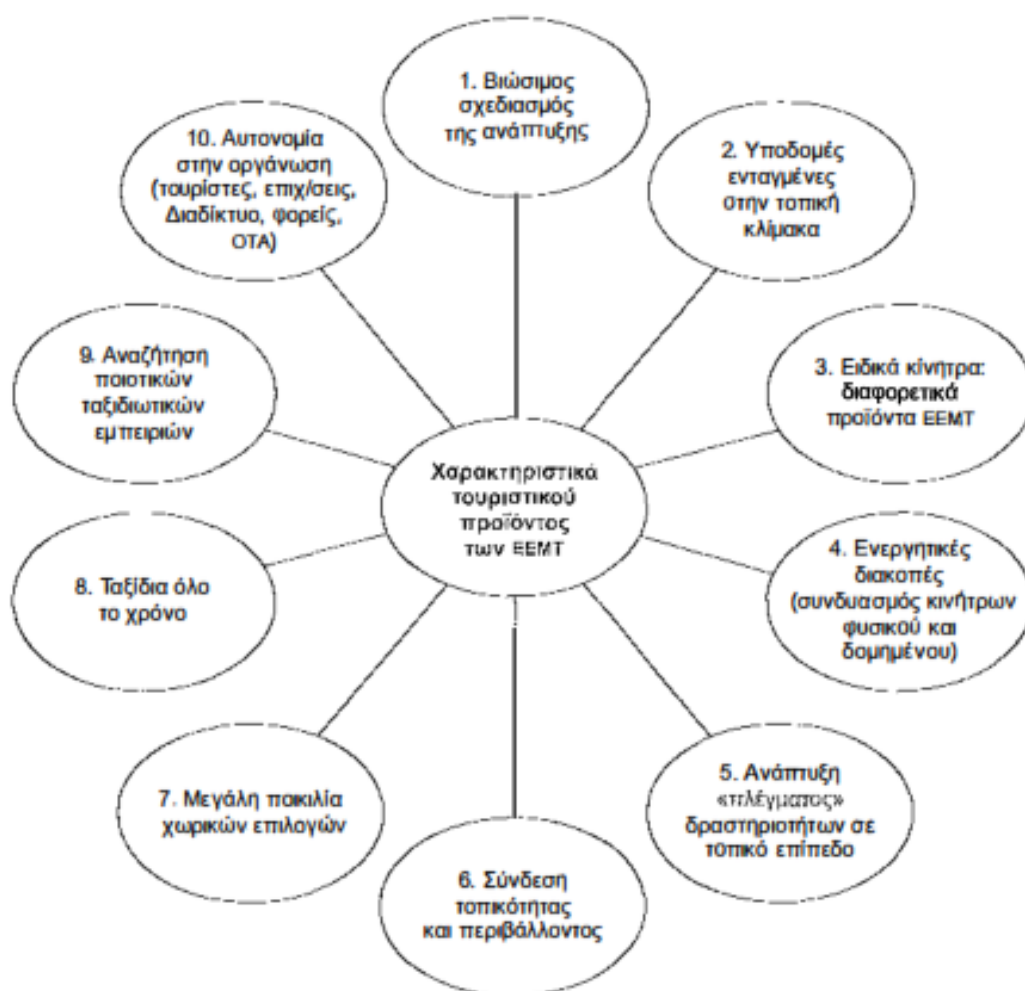 1. Βιώσιμος
σχεδιασμός
της ανάπτυξης
2. Υποδομές
ενταγμένες
στην τοπική
κλίμακα
3. Ειδικά κίνητρα:
διαφορετικά
προϊόντα ΕΕΜΤ
4. Ενεργητικές
διακοπές
(συνδυασμός κινήτρων
φυσικού και
δομημένου)
5. Ανάπτυξη
«πλέγματος»
δραστηριοτήτων σε
τοπικό επίπεδο
6. Σύνδεση
τοπικότητας
και περιβάλλοντος
7. Μεγάλη ποικιλία
χωρικών επιλογών
8. Ταξίδια όλο
το χρόνο
9. Αναζήτηση
ποιοτικών
ταξιδιωτικών
εμπειριών
10. Αυτονομία
στην οργάνωση
(τουρίστες, επιχ/σεις,
Διαδίκτυο, φορείς,
ΟΤΑ)
Χαρακτηριστικά
τουριστικού
προϊόντος
των ΕΕΜΤ